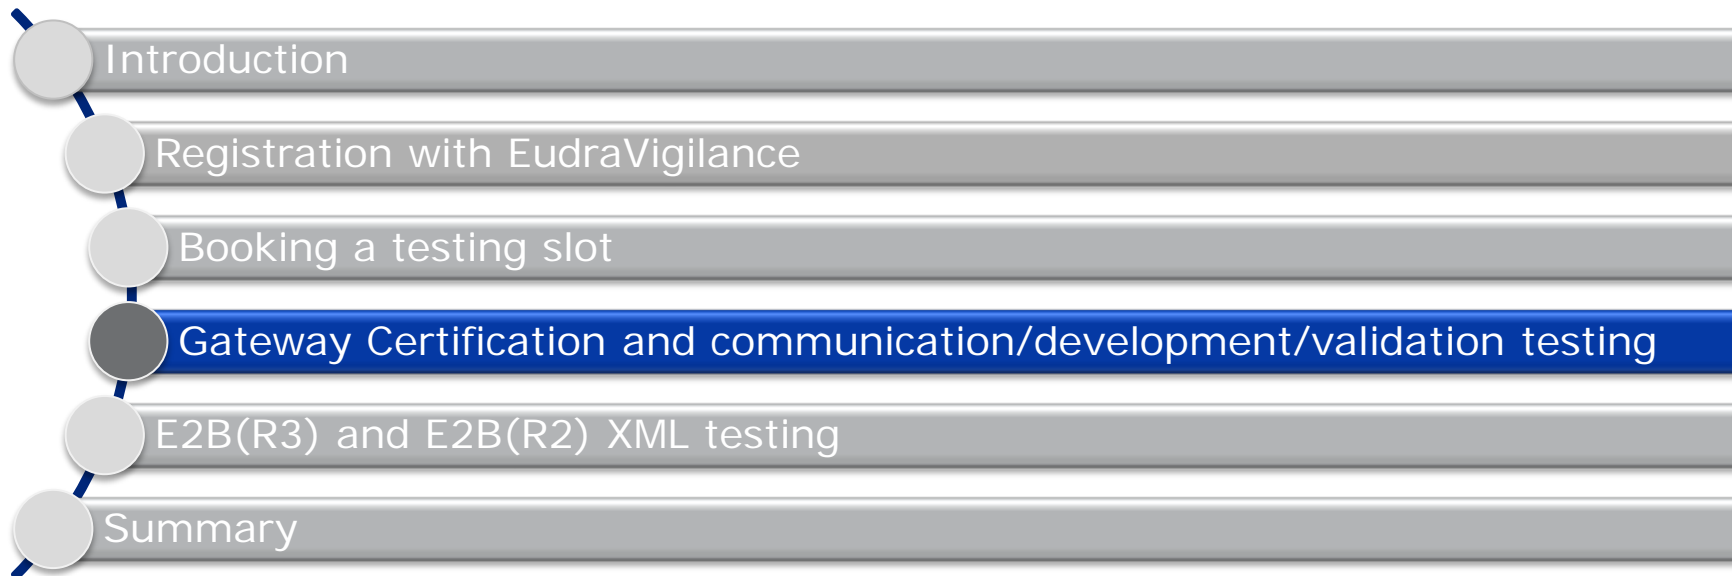 Introduction
Registration with EudraVigilance
Booking a testing slot
Gateway Certification and communication/development/validation testing
E2B(R3) and E2B(R2) XML testing
Summary